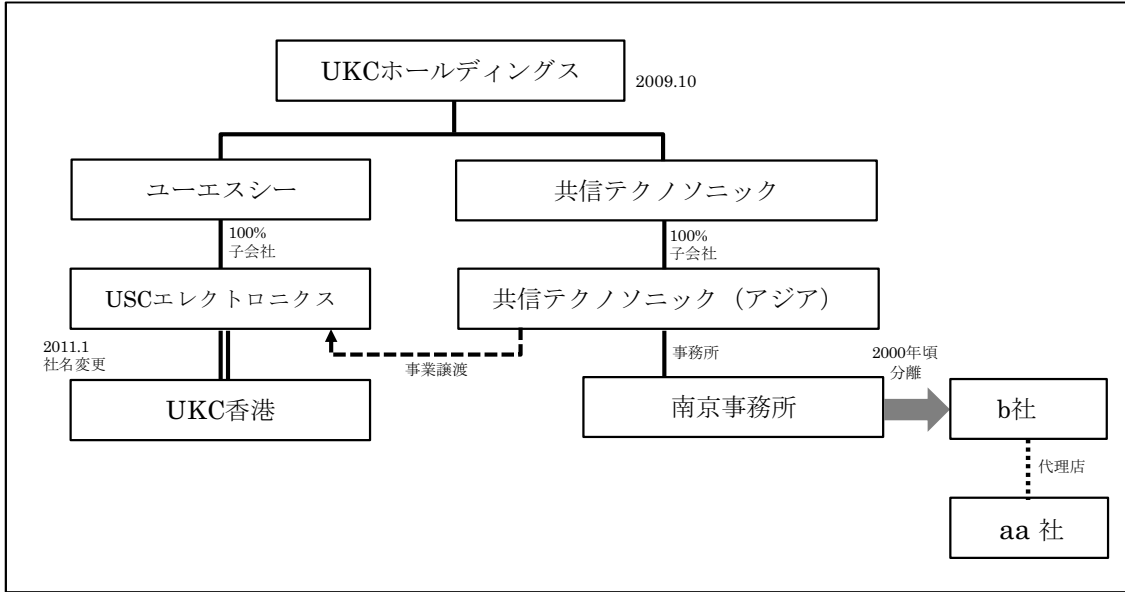 UKCホールディングス
2009.10
ユーエスシー
共信テクノソニック
100%
子会社
100%
子会社
USCエレクトロニクス
共信テクノソニック（アジア）
2011.1
社名変更
事業譲渡
事務所
2000年頃
分離
UKC香港
南京事務所
b社
代理店
aa 社